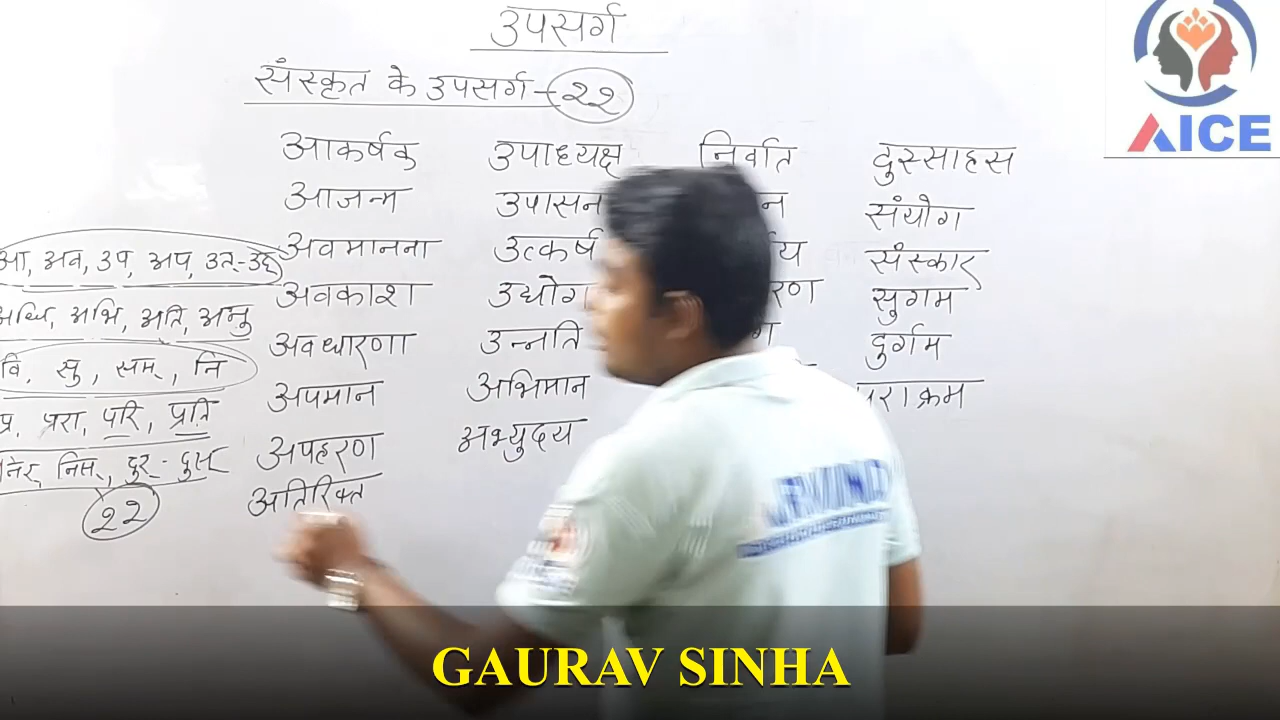 उपसर्ग
संस्कृत के उपसर्ग - २२
आ, अव, उप, अप, उत्-उद्
अधि, अभि, अति, अनु
वि, सु, सम्, नि
प्र, परा, परि, प्रति
निर्, निस्, दुर् - दुस्
२२
आकर्षक
आजन्म
अवमानना
अवकाश
अवधारणा
अपमान
अपहरण
अतिरिक्त
उपाध्यक्ष
उपासन
उत्कर्ष
उद्योग
उन्नति
अभिमान
अभ्युदय
निर्वात
दुस्साहस
संयोग
संस्कार
सुगम
दुर्गम
पराक्रम
AICE
GAURAV SINHA